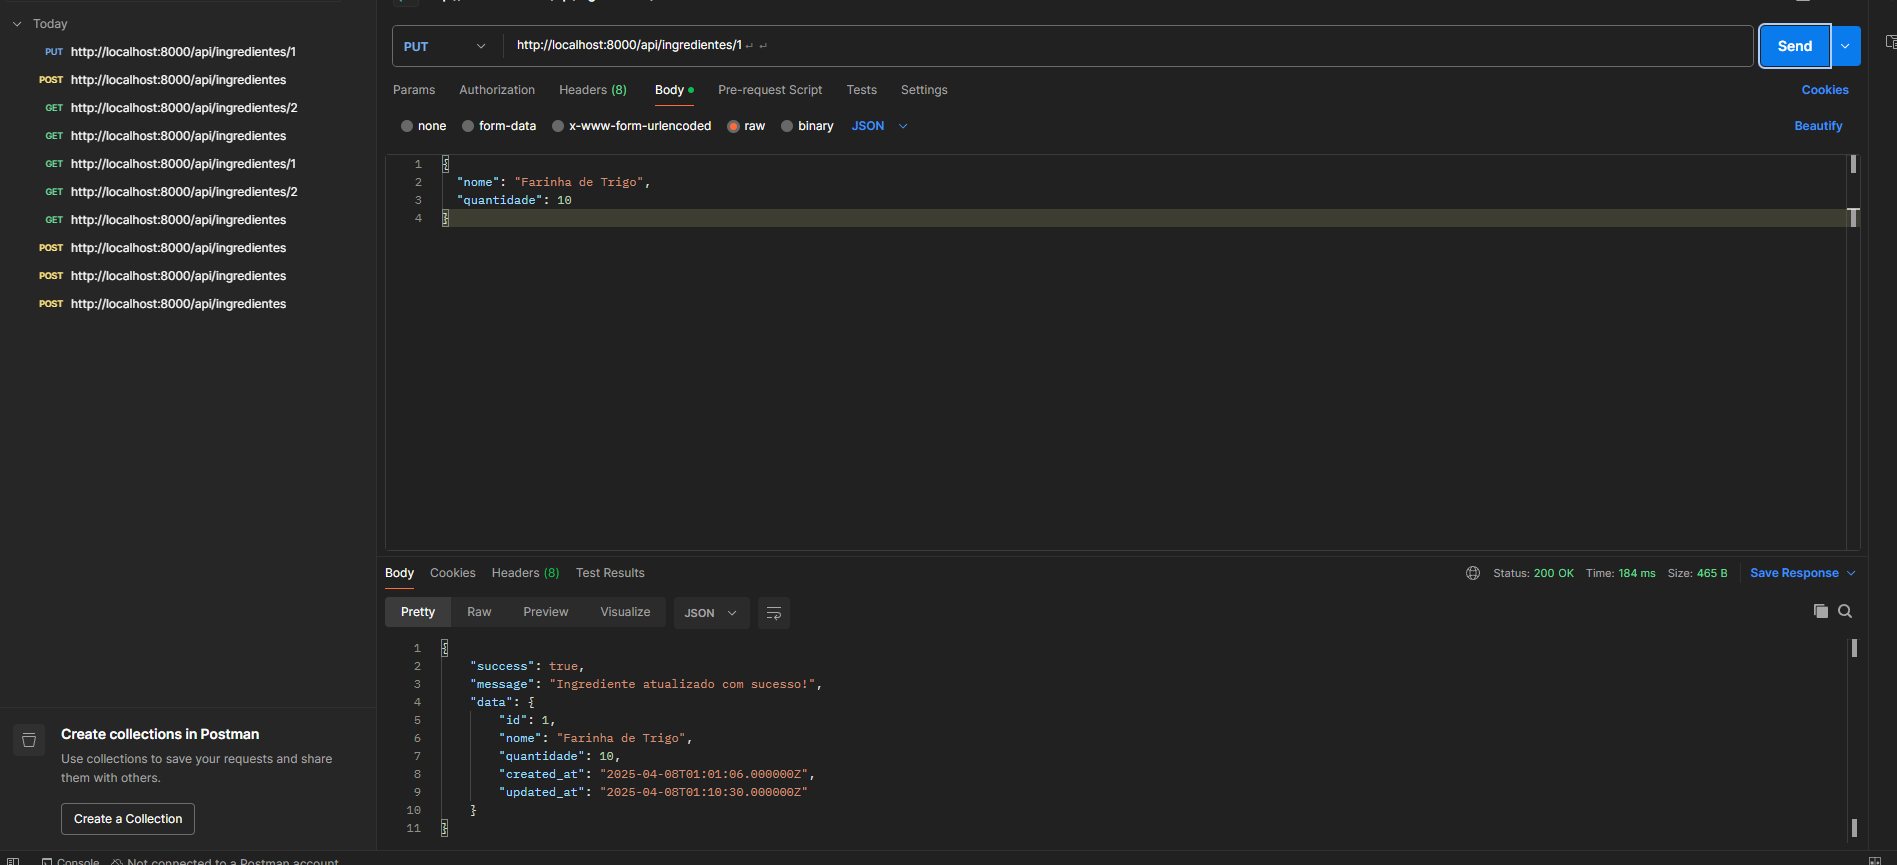 Today
PUT http://localhost:8000/api/ingredientes/1
POST http://localhost:8000/api/ingredientes
GET http://localhost:8000/api/ingredientes/2
GET http://localhost:8000/api/ingredientes
GET http://localhost:8000/api/ingredientes/1
GET http://localhost:8000/api/ingredientes/2
GET http://localhost:8000/api/ingredientes
POST http://localhost:8000/api/ingredientes
POST http://localhost:8000/api/ingredientes
POST http://localhost:8000/api/ingredientes
Create collections in Postman
Use collections to save your requests and share
them with others.
Create a Collection
PUT http://localhost:8000/api/ingredientes/1 ↵ ↵ Send
Params Authorization Headers (8) Body Pre-request Script Tests Settings Cookies
none form-data x-www-form-urlencoded raw binary JSON Beautify
1 {
2 "nome": "Farinha de Trigo",
3 "quantidade": 10
4 }
Body Cookies Headers (8) Test Results Status: 200 OK Time: 184 ms Size: 465 B Save Response
Pretty Raw Preview Visualize JSON
1 {
2 "success": true,
3 "message": "Ingrediente atualizado com sucesso!",
4 "data": {
5 "id": 1,
6 "nome": "Farinha de Trigo",
7 "quantidade": 10,
8 "created_at": "2025-04-08T01:01:06.000000Z",
9 "updated_at": "2025-04-08T01:10:30.000000Z"
10 }
11 }
Console Not connected to a Postman account